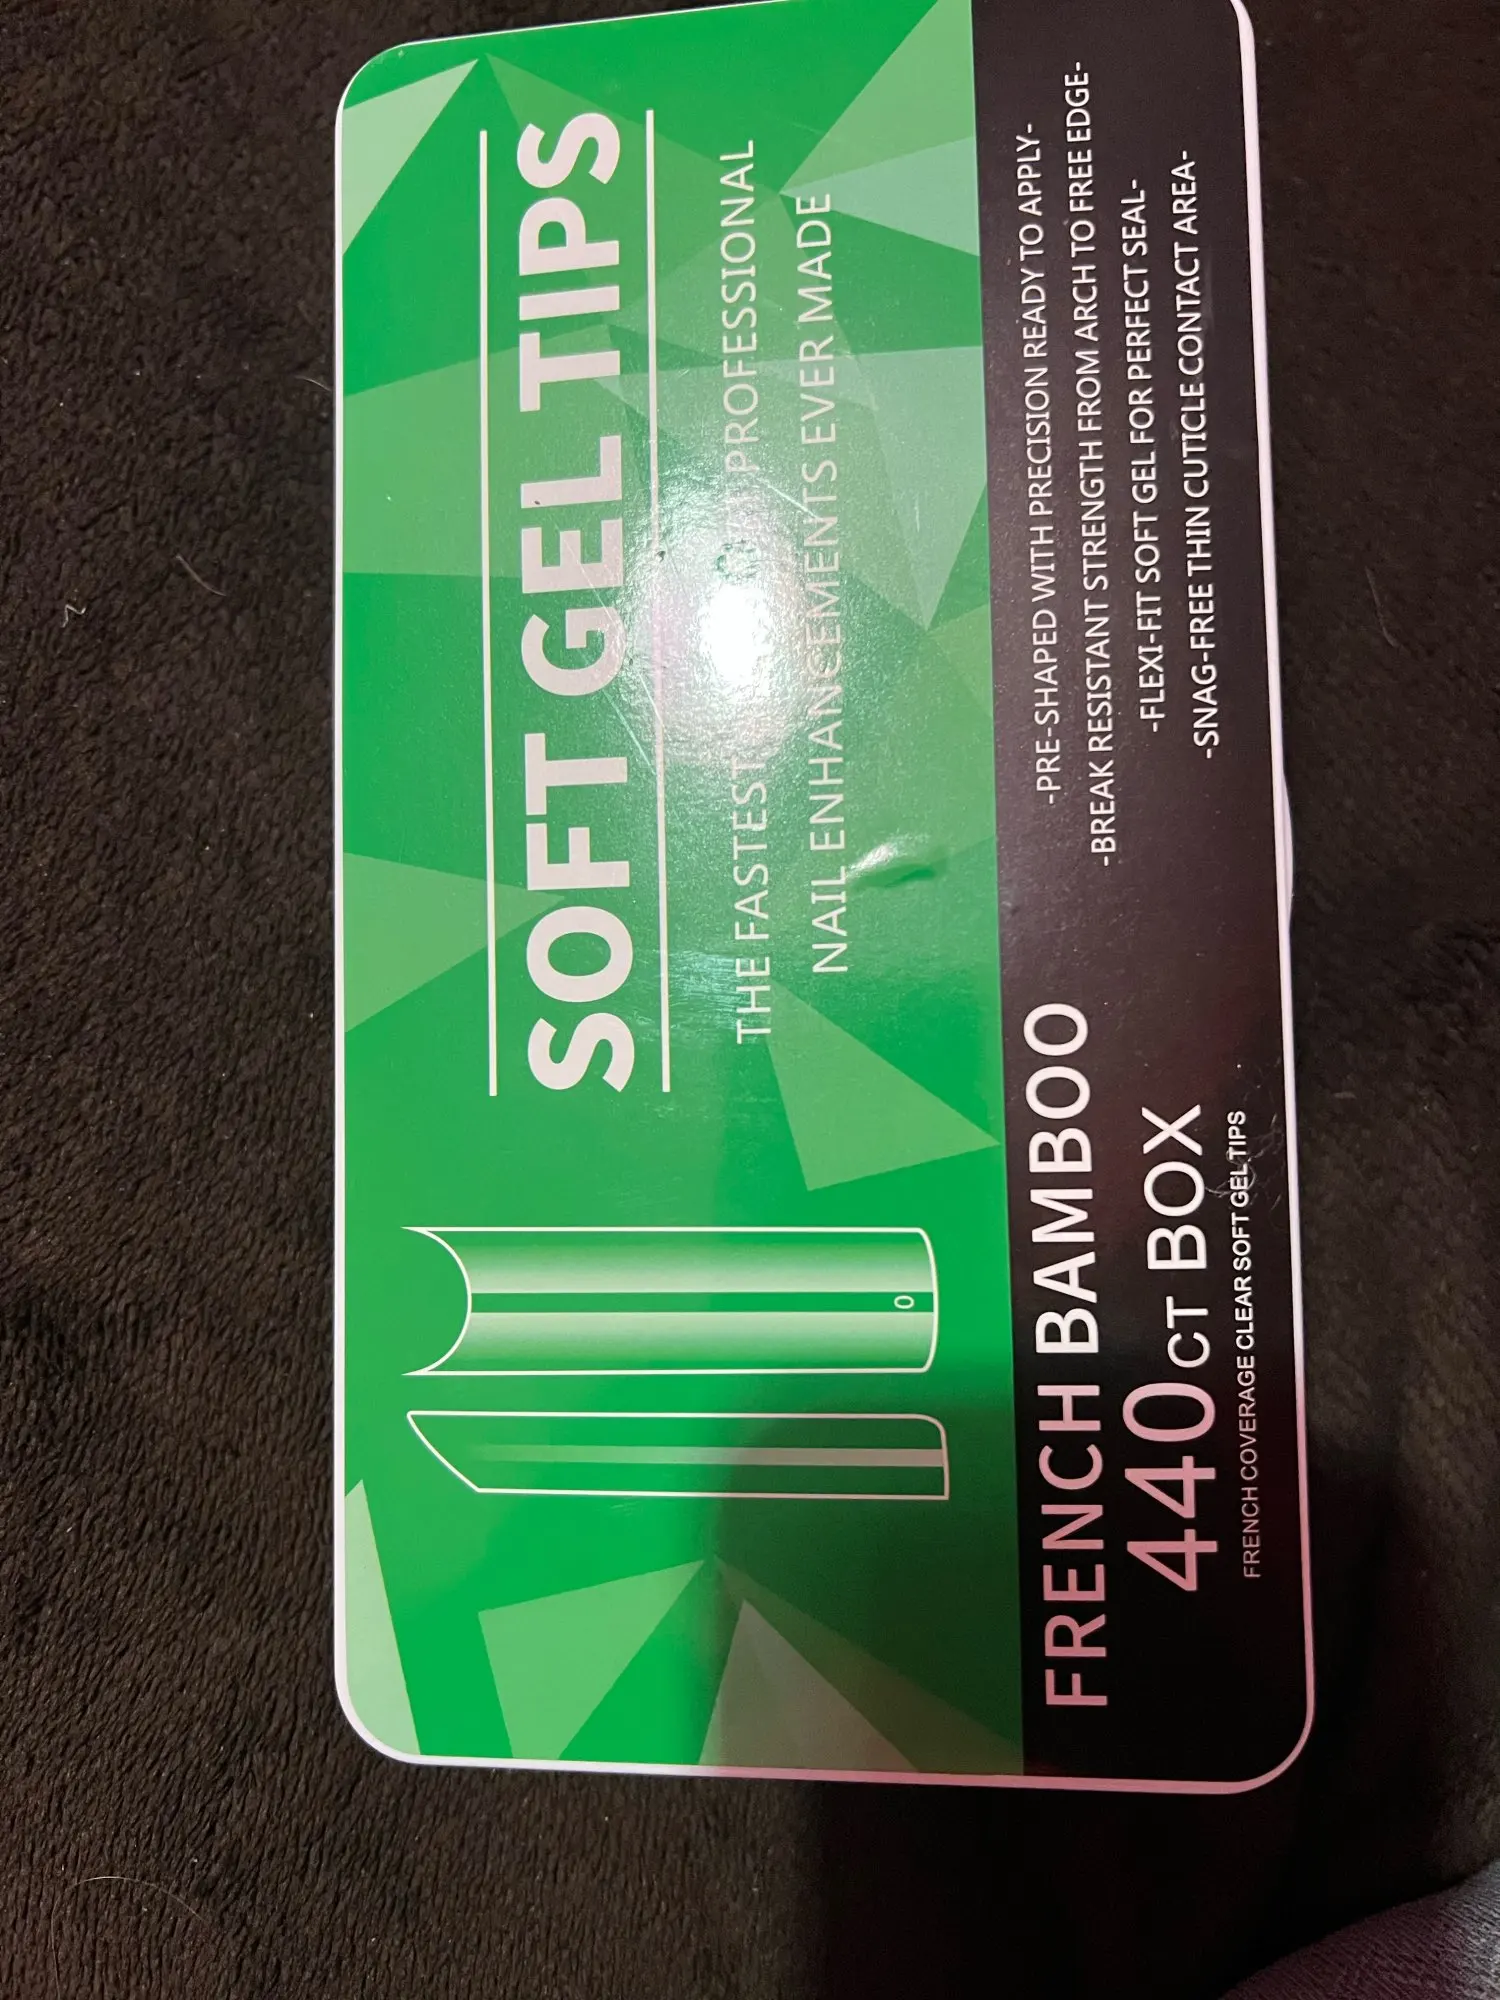 SOFT GEL TIPS
THE FASTEST PROFESSIONAL
NAIL ENHANCEMENTS EVER MADE
0
FRENCH BAMBOO
440 CT BOX
FRENCH COVERAGE CLEAR SOFT GEL TIPS
-PRE-SHAPED WITH PRECISION READY TO APPLY-
-BREAK RESISTANT STRENGTH FROM ARCH TO FREE EDGE-
-FLEXI-FIT SOFT GEL FOR PERFECT SEAL-
-SNAG-FREE THIN CUTICLE CONTACT AREA-